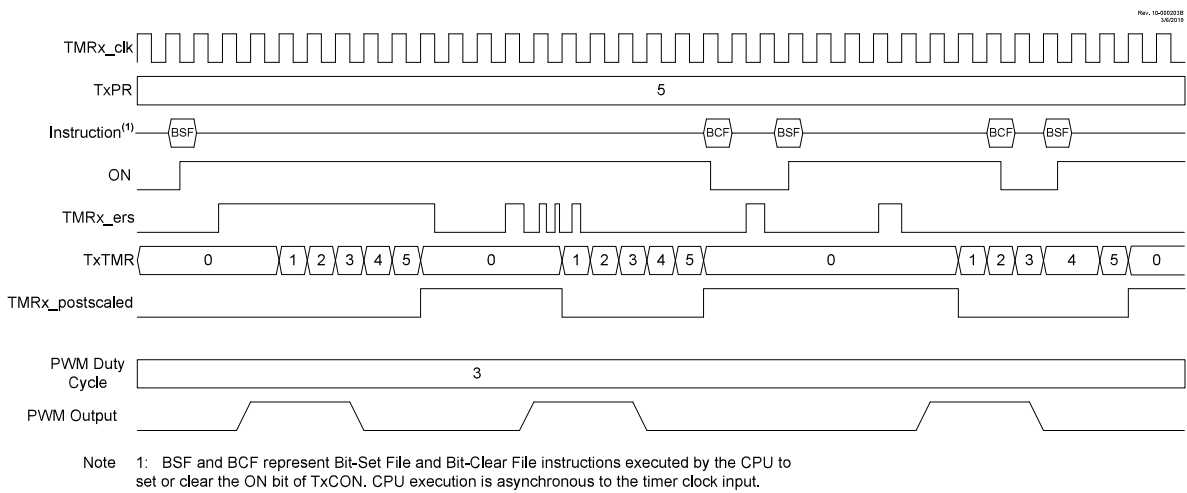 Rev. 10-000203B
3/6/2019
TMRx_clk
TxPR 5
Instruction(1) BSF BCF BSF BCF BSF
ON
TMRx_ers
TxTMR 0 1 2 3 4 5 0 1 2 3 4 5 0 1 2 3 4 5 0
TMRx_postscaled
PWM Duty
Cycle 3
PWM Output
Note 1: BSF and BCF represent Bit-Set File and Bit-Clear File instructions executed by the CPU to
set or clear the ON bit of TxCON. CPU execution is asynchronous to the timer clock input.